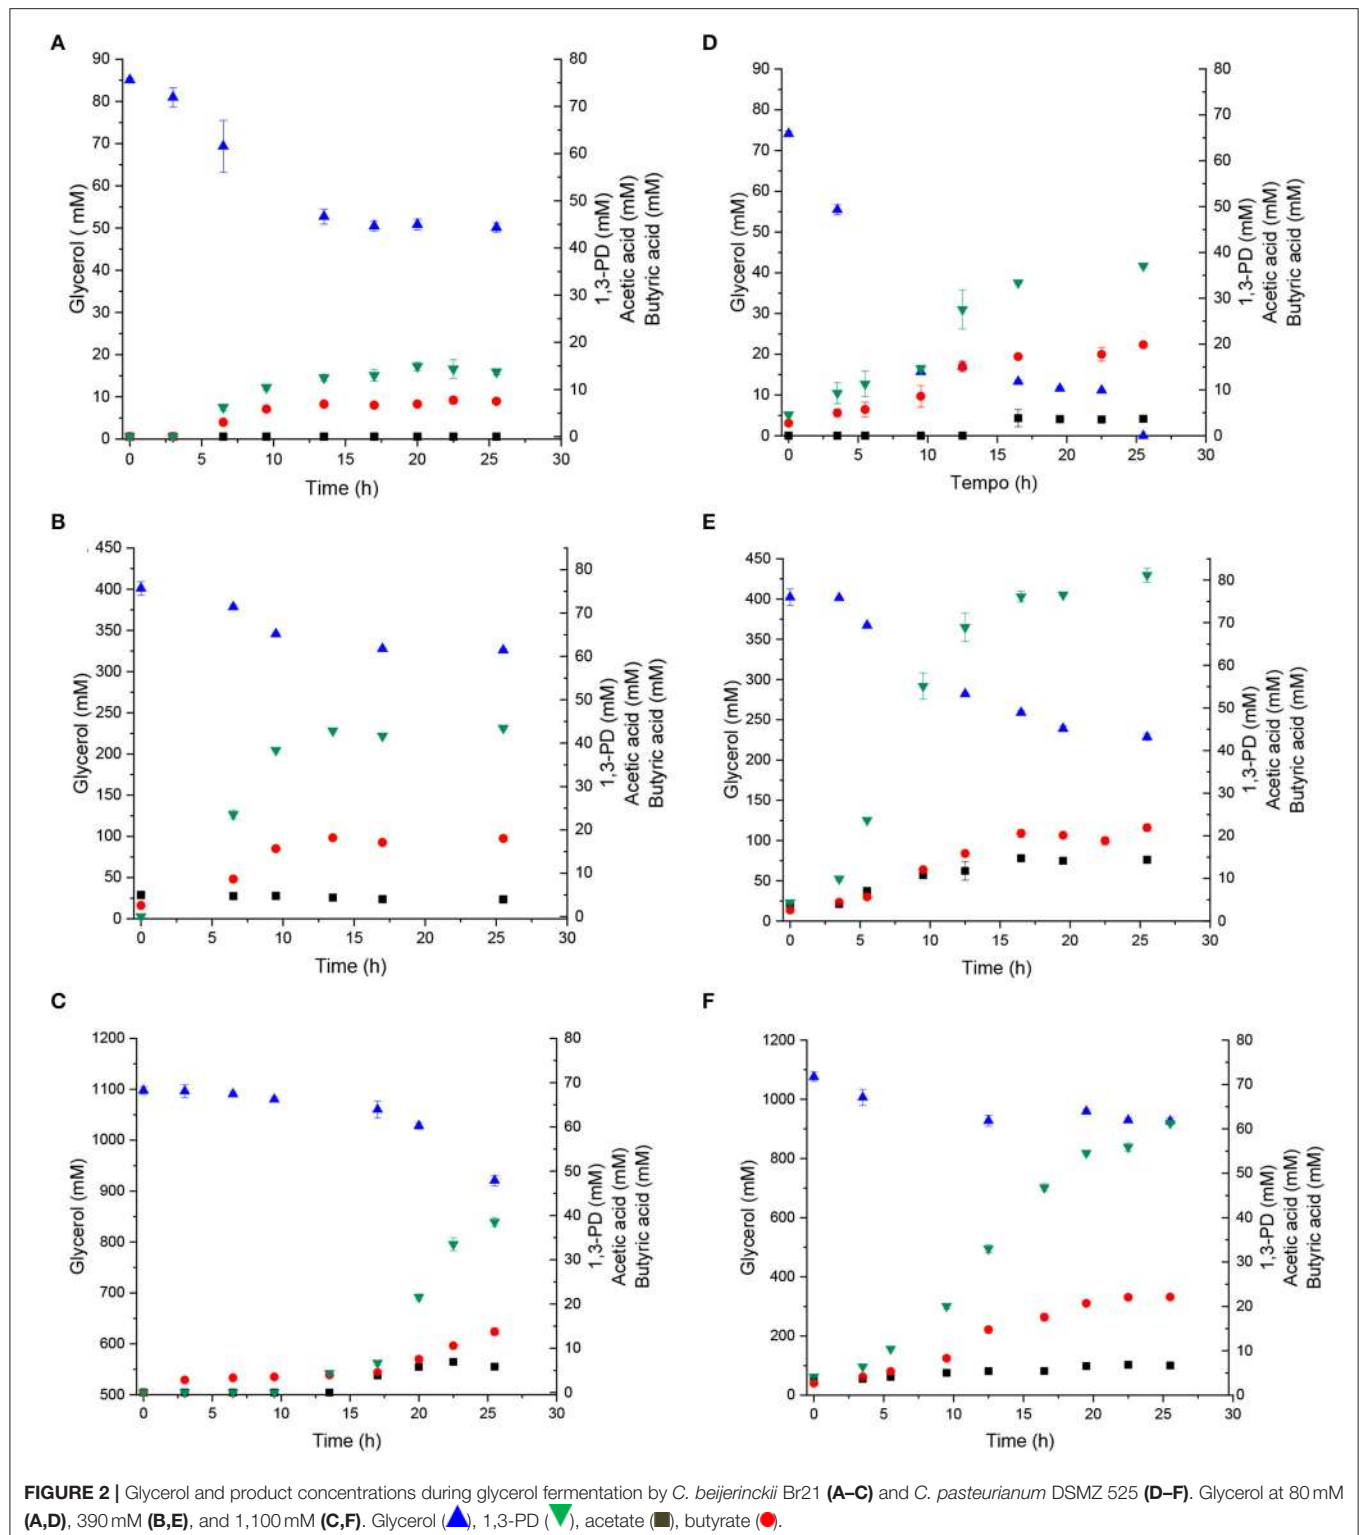 A
90
80
70
60
50
40
30
20
10
0
Glycerol ( mM)
80
70
60
50
40
30
20
10
0
1,3-PD (mM)
Acetic acid (mM)
Butyric acid (mM)
0 5 10 15 20 25 30
Time (h)
D
90
80
70
60
50
40
30
20
10
0
Glycerol (mM)
80
70
60
50
40
30
20
10
0
1,3-PD (mM)
Acetic acid (mM)
Butyric acid (mM)
0 5 10 15 20 25 30
Tempo (h)
B
450
400
350
300
250
200
150
100
50
0
Glycerol (mM)
80
70
60
50
40
30
20
10
0
1,3-PD (mM)
Acetic acid (mM)
Butyric acid (mM)
0 5 10 15 20 25 30
Time (h)
E
450
400
350
300
250
200
150
100
50
0
Glycerol (mM)
80
70
60
50
40
30
20
10
0
1,3-PD (mM)
Acetic acid (mM)
Butyric acid (mM)
0 5 10 15 20 25 30
Time (h)
C
1200
1100
1000
900
800
700
600
500
Glycerol (mM)
80
70
60
50
40
30
20
10
0
1,3-PD (mM)
Acetic acid (mM)
Butyric acid (mM)
0 5 10 15 20 25 30
Time (h)
F
1200
1000
800
600
400
200
0
Glycerol (mM)
80
70
60
50
40
30
20
10
0
1,3-PD (mM)
Acetic acid (mM)
Butyric acid (mM)
0 5 10 15 20 25 30
Time (h)
FIGURE 2 | Glycerol and product concentrations during glycerol fermentation by C. beijerinckii Br21 (A–C) and C. pasteurianum DSMZ 525 (D–F). Glycerol at 80 mM
(A,D), 390 mM (B,E), and 1,100 mM (C,F). Glycerol (▲), 1,3-PD (▼), acetate (■), butyrate (●).